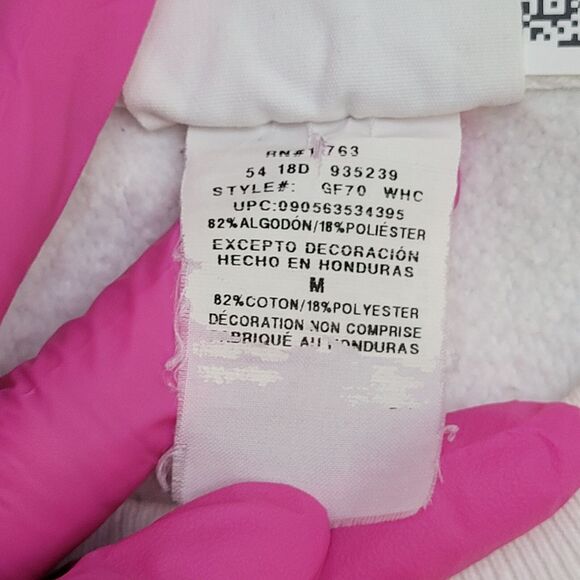 54 18D 935239
STYLE#: GF70 WHC
UPC:090563534395
82%ALGODÓN/18%POLIÉSTER
EXCEPTO DECORACIÓN
HECHO EN HONDURAS
M
82%COTON/18%POLYESTER
DÉCORATION NON COMPRISE